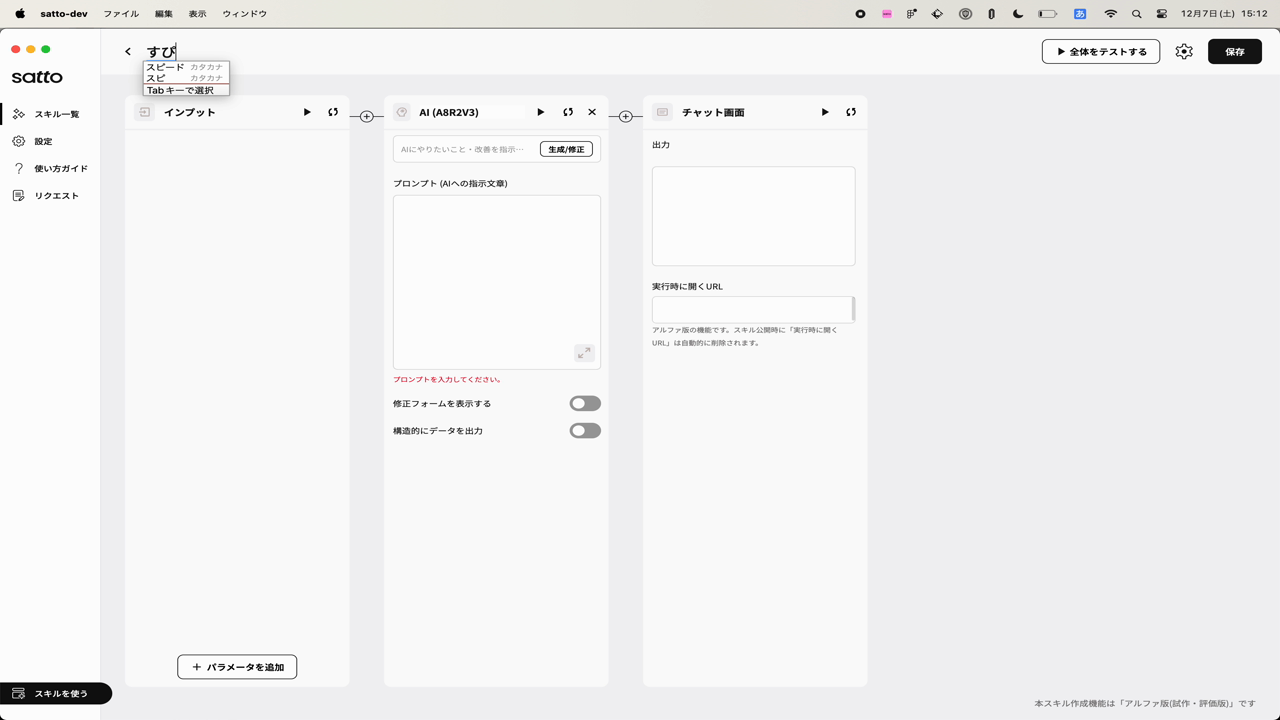 satto-dev ファイル 編集 表示 ウィンドウ あ 12月7日(土) 15:12
satto
すぴ
スピード カタカナ
スピ カタカナ
Tab キーで選択
全体をテストする
保存
スキル一覧
設定
使い方ガイド
リクエスト
スキルを使う
インプット
パラメータを追加
AI (A8R2V3)
AIにやりたいこと・改善を指示…
生成/修正
プロンプト (AIへの指示文章)
プロンプトを入力してください。
修正フォームを表示する
構造的にデータを出力
チャット画面
出力
実行時に開くURL
アルファ版の機能です。スキル公開時に「実行時に開く
URL」は自動的に削除されます。
本スキル作成機能は「アルファ版(試作・評価版)」です